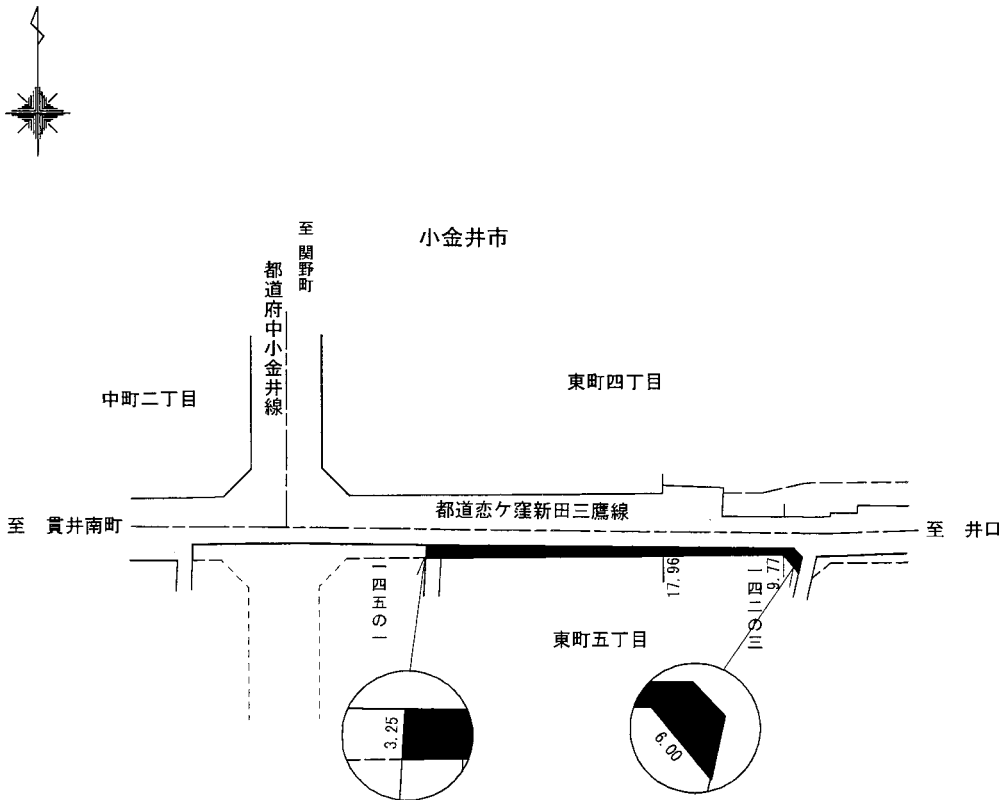 小金井市
至 関野町
都道府中小金井線
中町二丁目
東町四丁目
都道恋ケ窪新田三鷹線
至 貫井南町
至 井口
一四五の一
17.96
一四二の三
9.77
東町五丁目
3.25
6.00